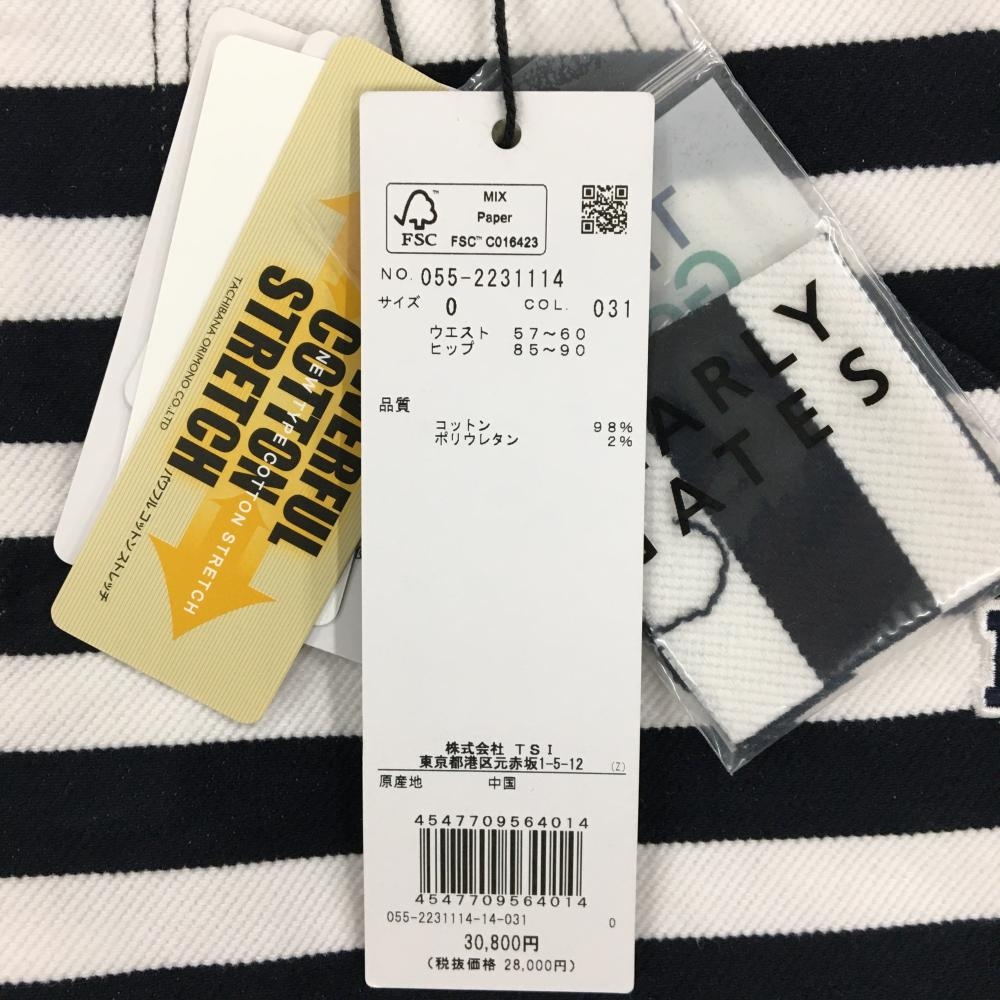 MIX
Paper
FSC™ C016423
FSC
NO. 055-2231114
サイズ 0 COL. 031
ウエスト 57～60
ヒップ 85～90
品質
コットン 98%
ポリウレタン 2%
株式会社 TSI
東京都港区元赤坂1-5-12 (Z)
原産地 中国
4547709564014
4547709564014
055-2231114-14-031 0
30,800円
(税抜価格 28,000円)
COTTON
STRETCH
NEW TYPE COTTON STRETCH
TACHIBANA ORIMONO CO.,LTD
パワフルコットンストレッチ